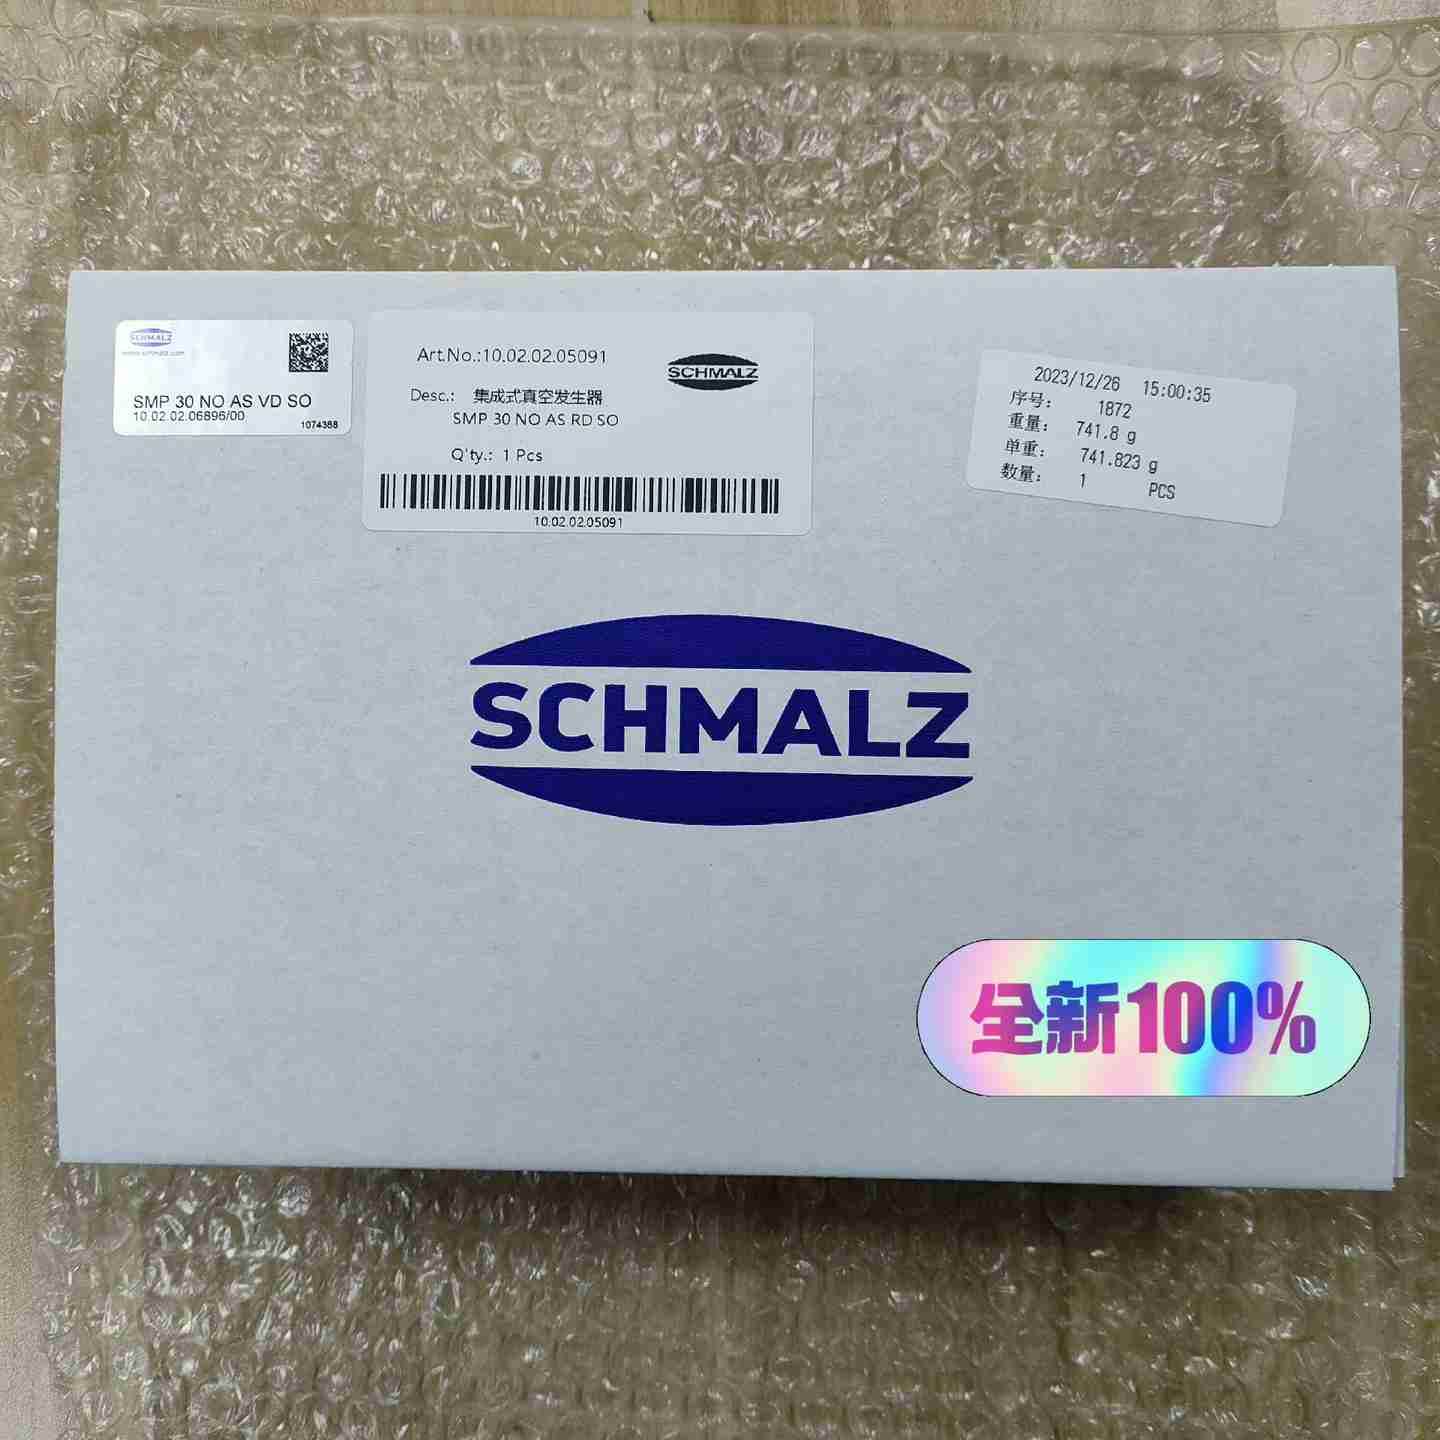 SCHMALZ
www.schmalz.com
SMP 30 NO AS VD SO
10.02.02.06896/00
1074388
Art.No.:10.02.02.05091
SCHMALZ
Desc.: 集成式真空发生器
SMP 30 NO AS RD SO
Q'ty.: 1 Pcs
10.02.02.05091
2023/12/26 15:00:35
序号: 1872
重量: 741.8 g
单重: 741.823 g
数量: 1 PCS
SCHMALZ
全新100%